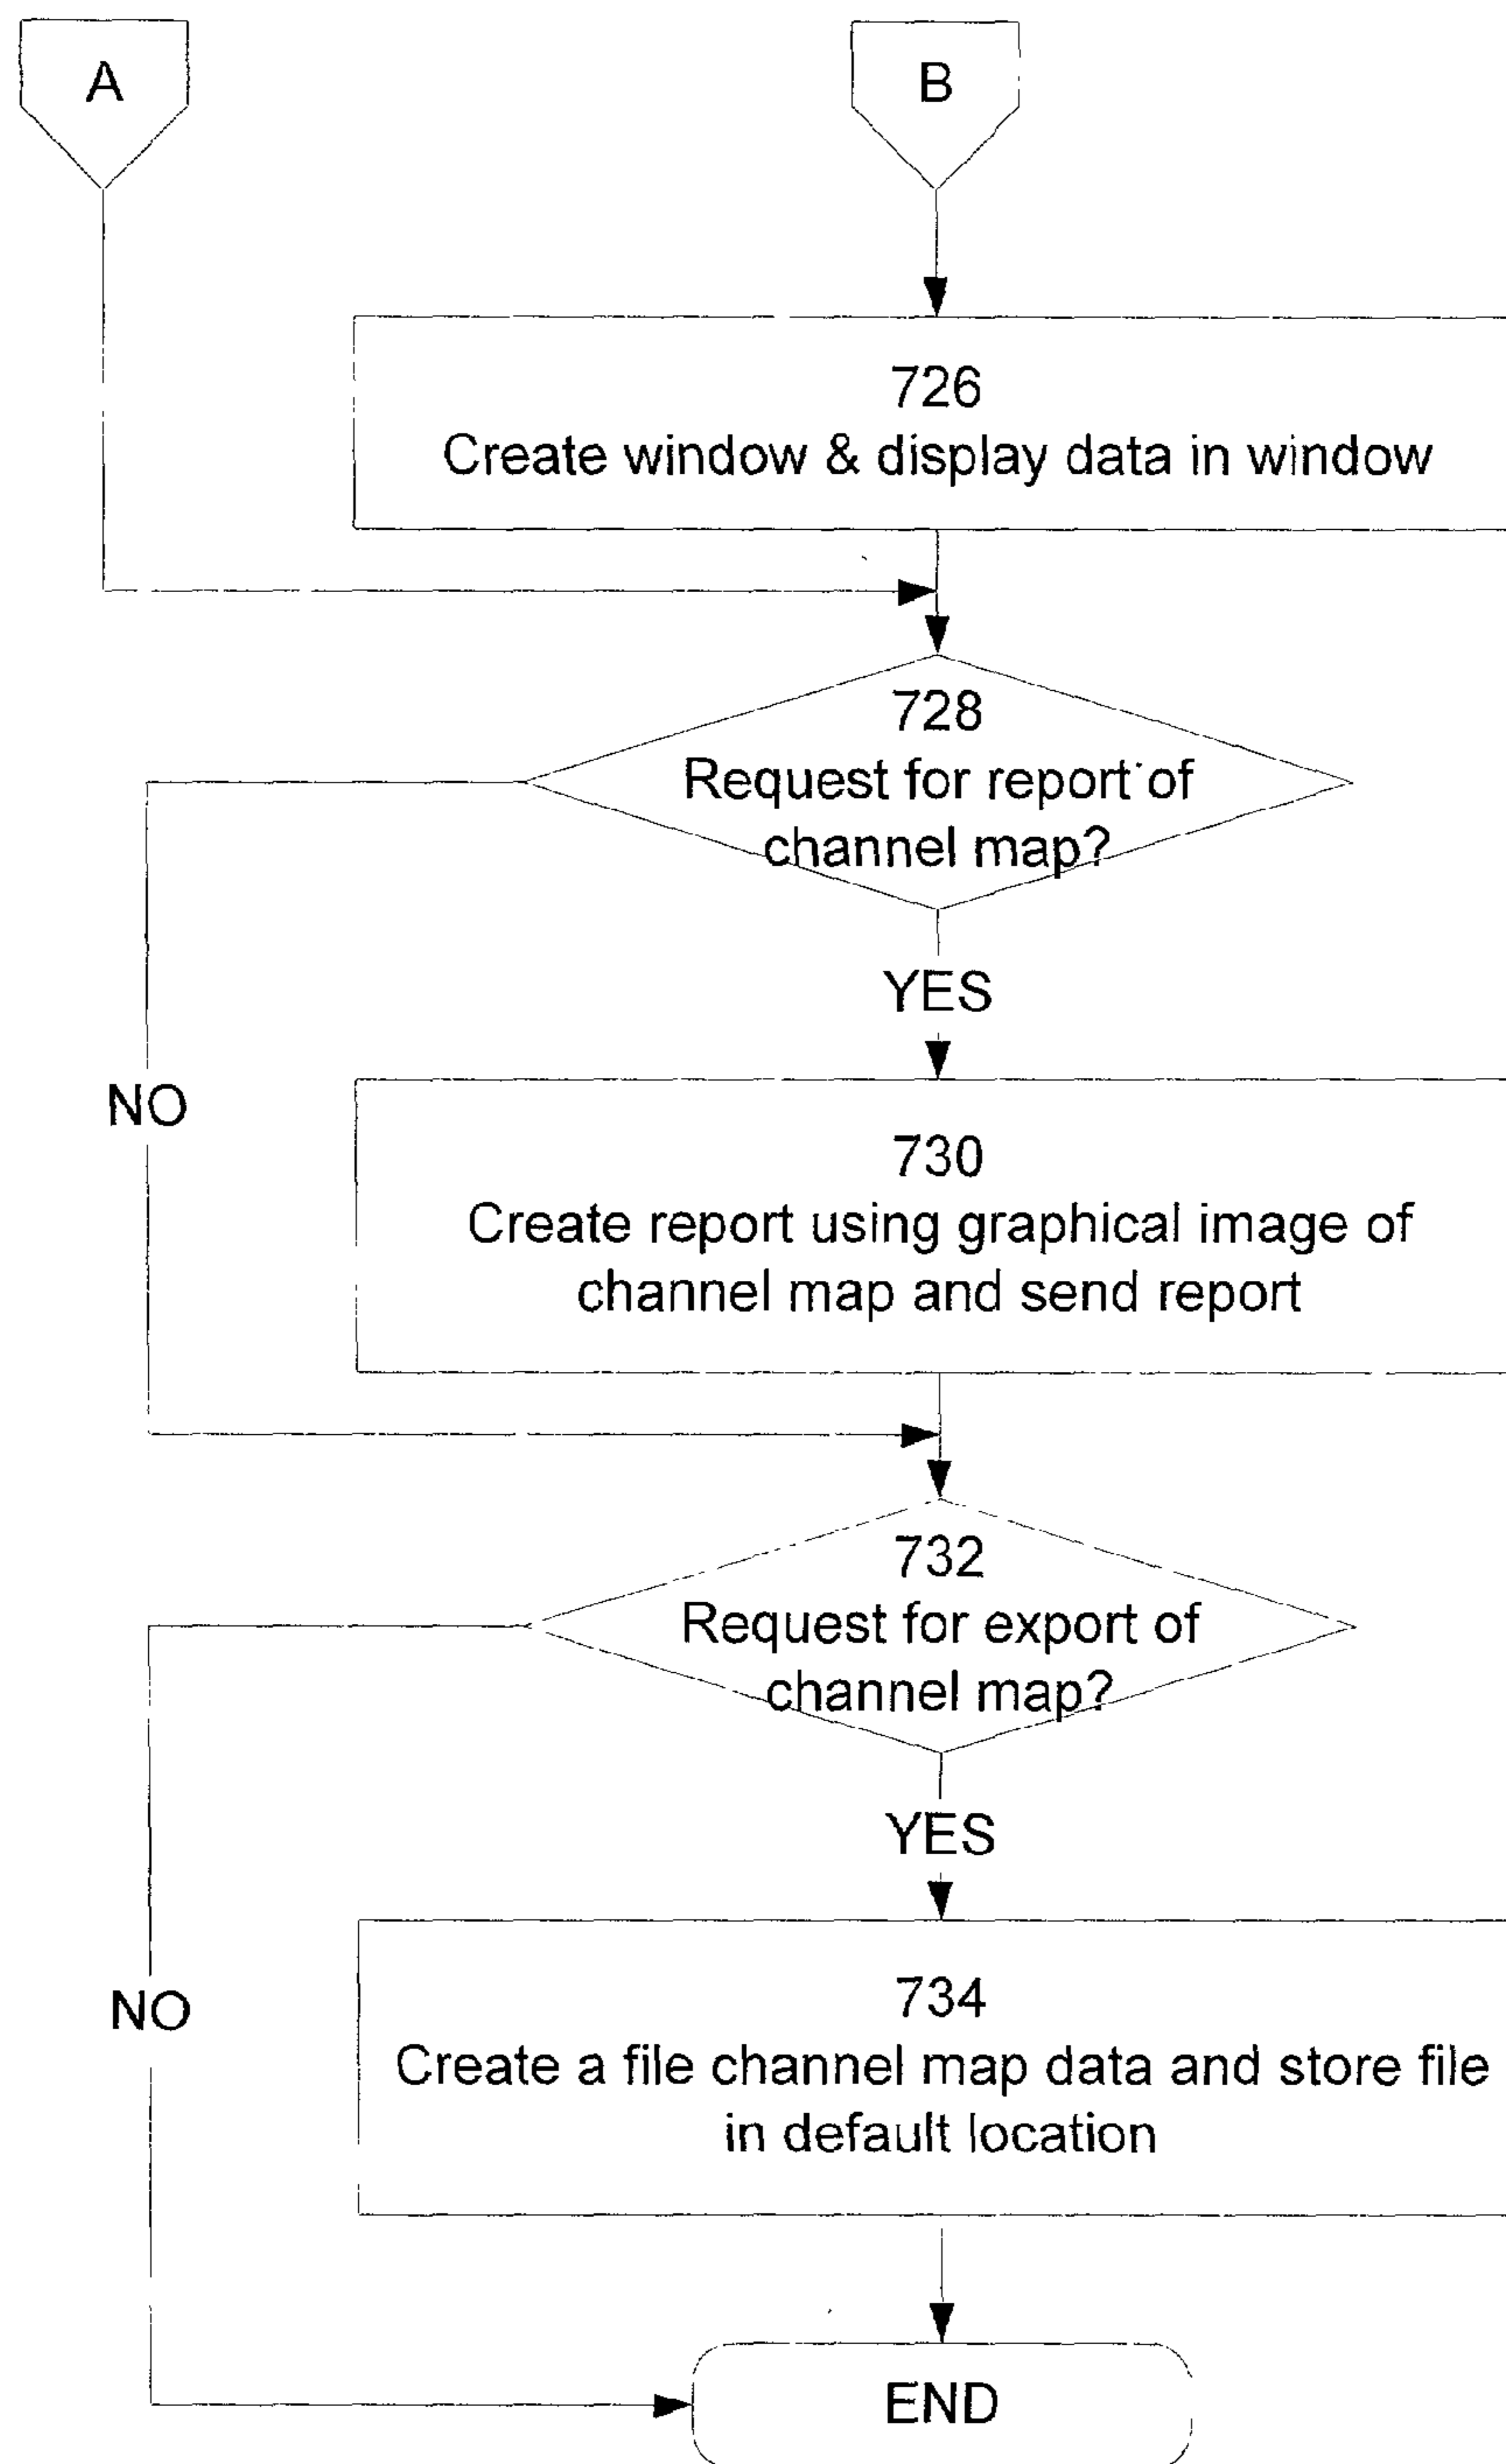 A
B
726
Create window & display data in window
728
Request for report of
channel map?
YES
NO
730
Create report using graphical image of
channel map and send report
732
Request for export of
channel map?
YES
NO
734
Create a file channel map data and store file
in default location
END